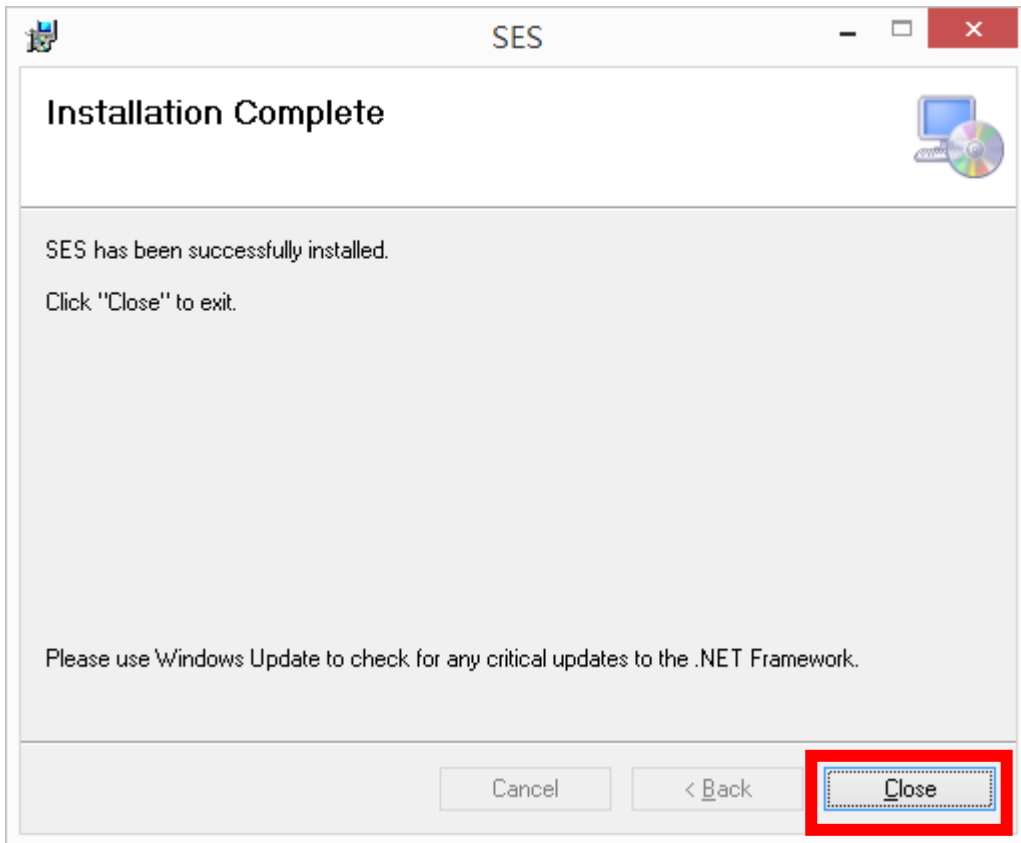 SES
Installation Complete
SES has been successfully installed.
Click "Close" to exit.
Please use Windows Update to check for any critical updates to the .NET Framework.
Cancel
< Back
Close